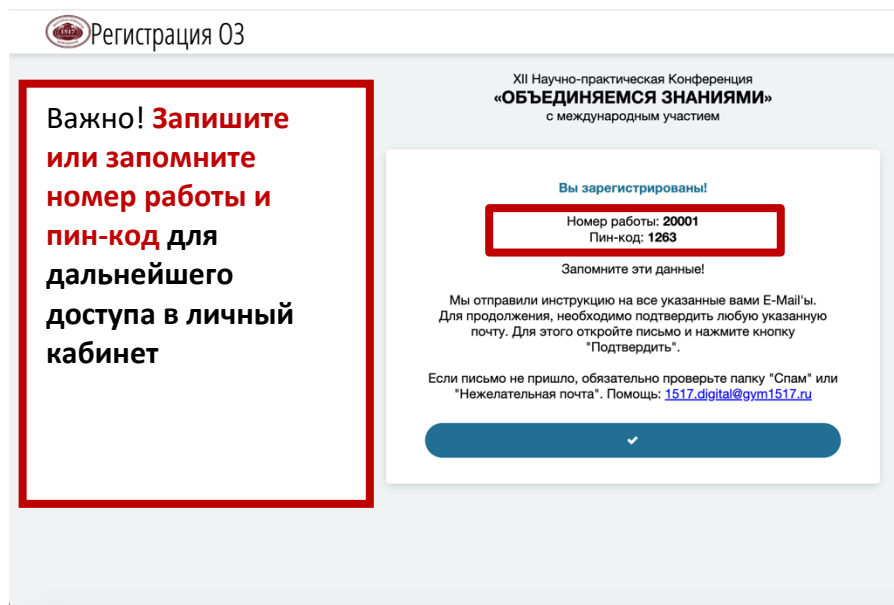 1517
Регистрация ОЗ
Важно! Запишите
или запомните
номер работы и
пин-код для
дальнейшего
доступа в личный
кабинет
XII Научно-практическая Конференция
«ОБЪЕДИНЯЕМСЯ ЗНАНИЯМИ»
с международным участием
Вы зарегистрированы!
Номер работы: 20001
Пин-код: 1263
Запомните эти данные!
Мы отправили инструкцию на все указанные вами E-Mail'ы.
Для продолжения, необходимо подтвердить любую указанную
почту. Для этого откройте письмо и нажмите кнопку
"Подтвердить".
Если письмо не пришло, обязательно проверьте папку "Спам" или
"Нежелательная почта". Помощь: 1517.digital@gym1517.ru